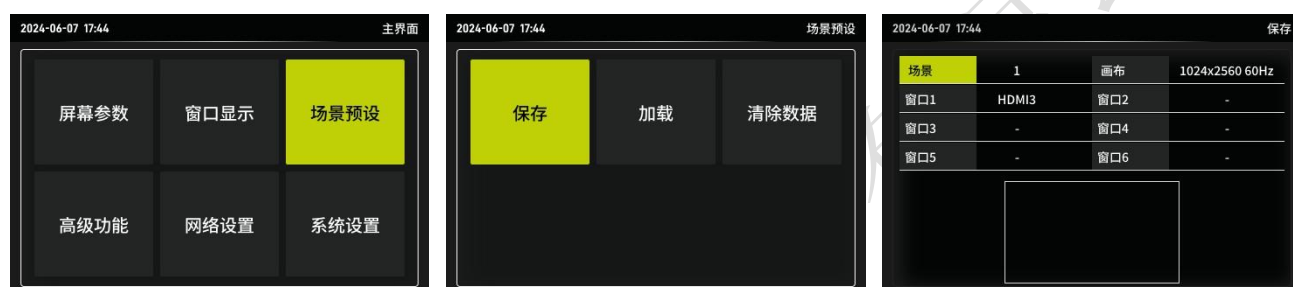 2024-06-07 17:44 主界面
屏幕参数 窗口显示 场景预设
高级功能 网络设置 系统设置
2024-06-07 17:44 场景预设
保存 加载 清除数据
2024-06-07 17:44 保存
场景 1 画布 1024x2560 60Hz
窗口1 HDMI3 窗口2 -
窗口3 - 窗口4 -
窗口5 - 窗口6 -